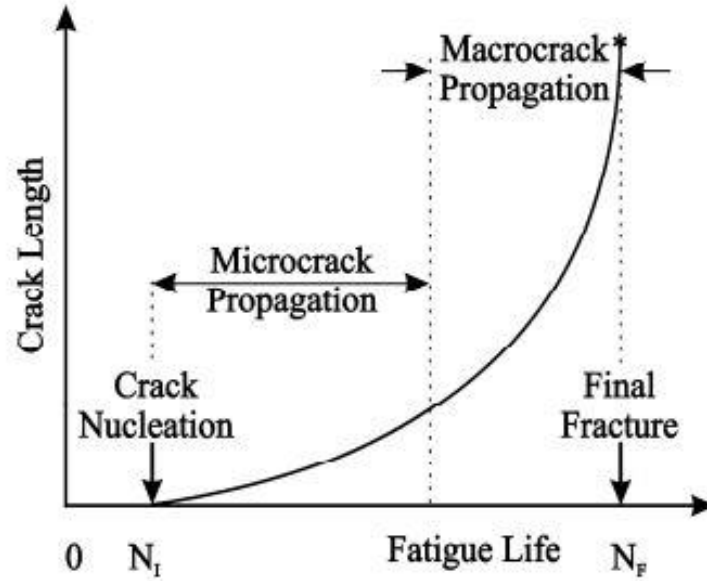 Macrocrack
Propagation
Microcrack
Propagation
Crack
Nucleation
Final
Fracture
Crack Length
0 N_I Fatigue Life N_F